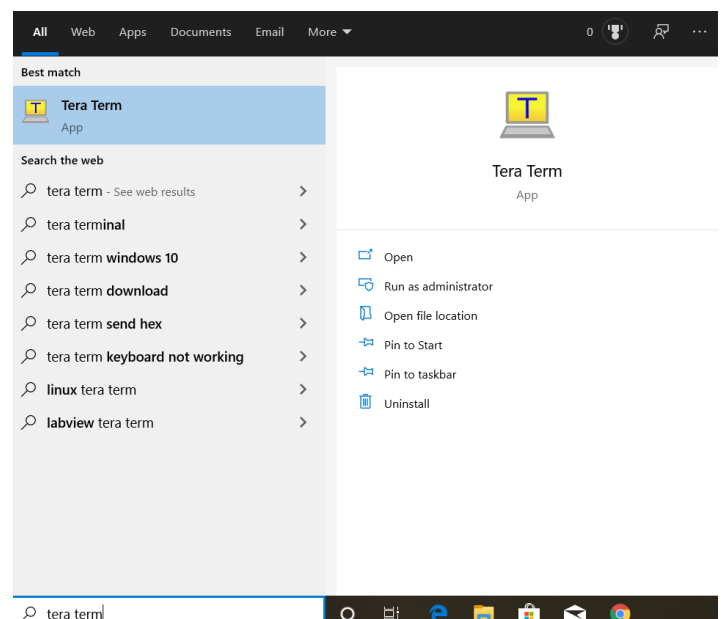 All Web Apps Documents Email More 0 ...
Best match
T Tera Term
App
Search the web
tera term - See web results
tera terminal
tera term windows 10
tera term download
tera term send hex
tera term keyboard not working
linux tera term
labview tera term
T
Tera Term
App
Open
Run as administrator
Open file location
Pin to Start
Pin to taskbar
Uninstall
tera term